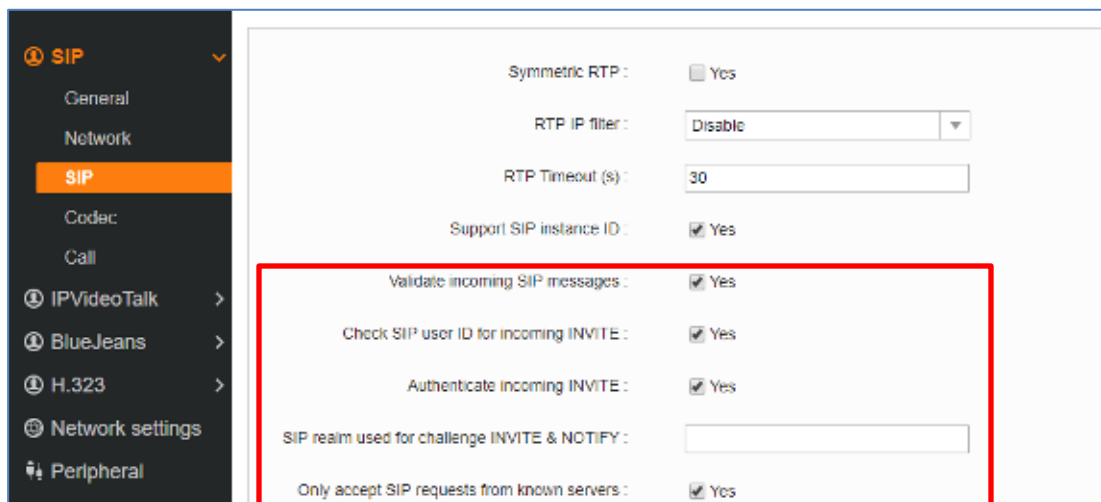 SIP
General
Network
SIP
Codec
Call
IPVideoTalk
BlueJeans
H.323
Network settings
Peripheral
Symmetric RTP : Yes
RTP IP filter : Disable
RTP Timeout (s) : 30
Support SIP instance ID : Yes
Validate incoming SIP messages : Yes
Check SIP user ID for incoming INVITE : Yes
Authenticate incoming INVITE : Yes
SIP realm used for challenge INVITE & NOTIFY :
Only accept SIP requests from known servers : Yes